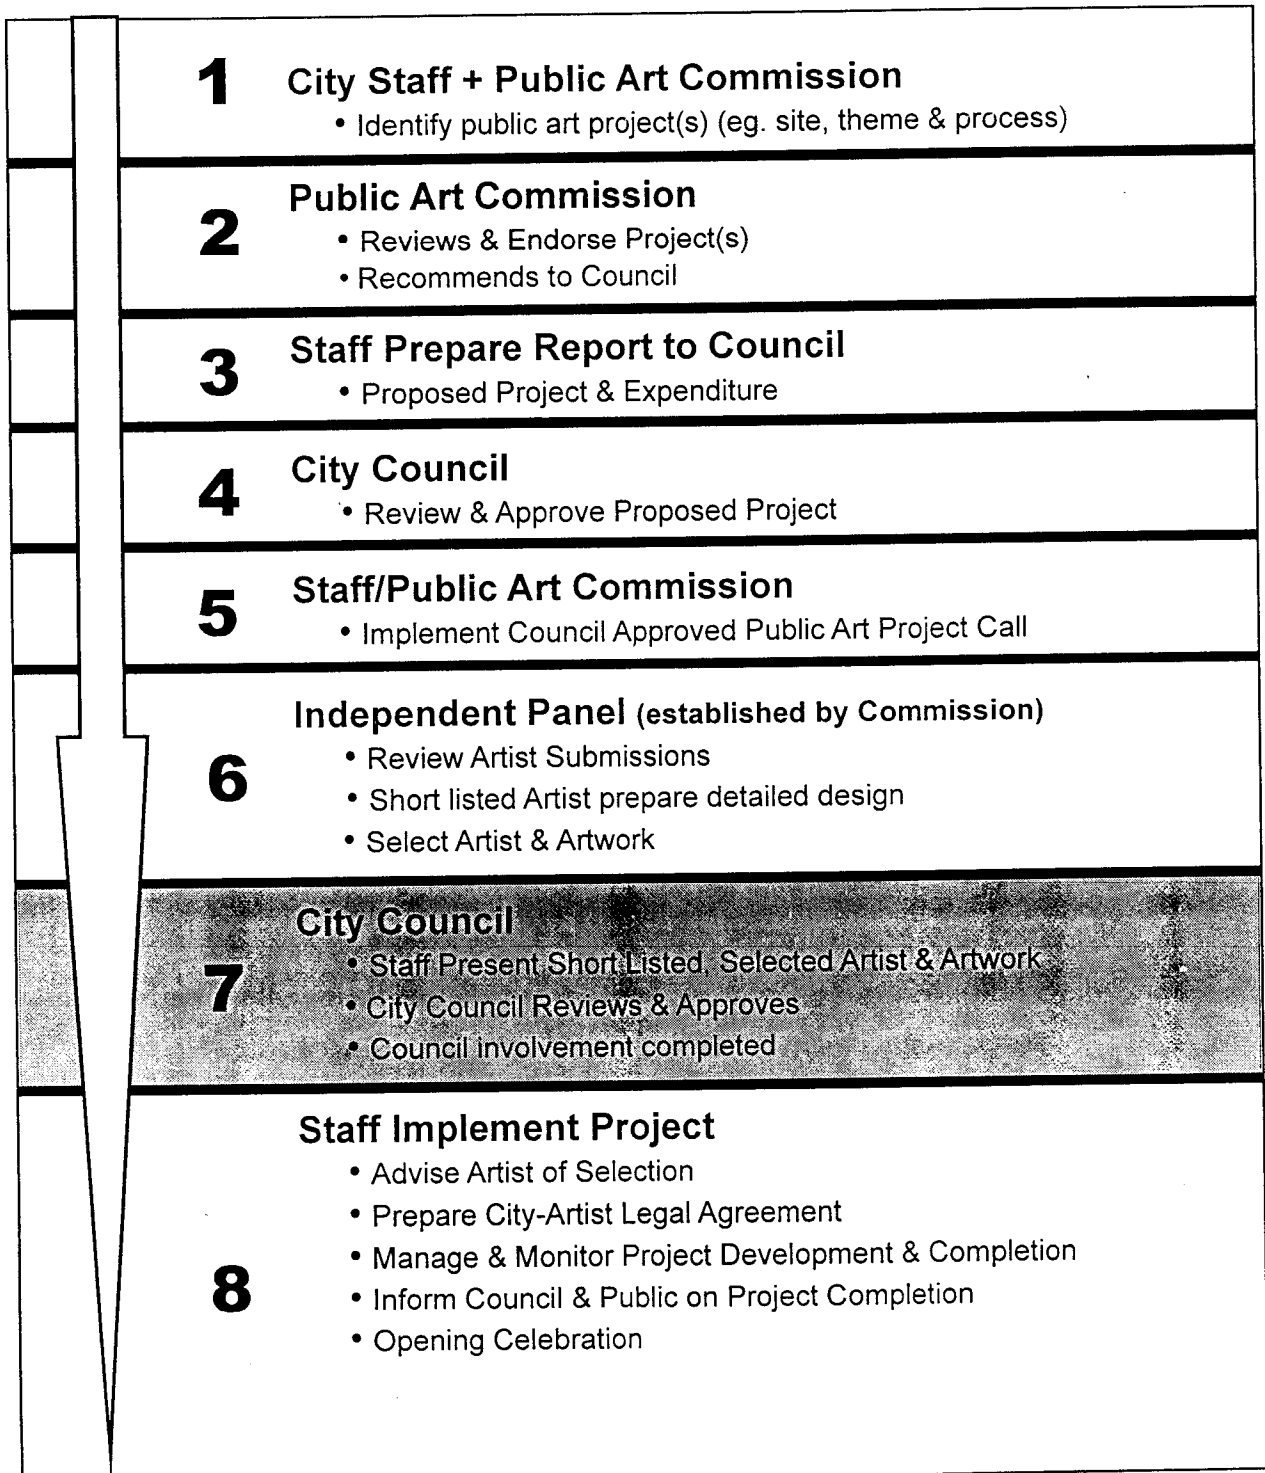 1
City Staff + Public Art Commission
• Identify public art project(s) (eg. site, theme & process)
2
Public Art Commission
• Reviews & Endorse Project(s)
• Recommends to Council
3
Staff Prepare Report to Council
• Proposed Project & Expenditure
4
City Council
• Review & Approve Proposed Project
5
Staff/Public Art Commission
• Implement Council Approved Public Art Project Call
6
Independent Panel (established by Commission)
• Review Artist Submissions
• Short listed Artist prepare detailed design
• Select Artist & Artwork
7
City Council
• Staff Present Short Listed, Selected Artist & Artwork
• City Council Reviews & Approves
• Council involvement completed
8
Staff Implement Project
• Advise Artist of Selection
• Prepare City-Artist Legal Agreement
• Manage & Monitor Project Development & Completion
• Inform Council & Public on Project Completion
• Opening Celebration